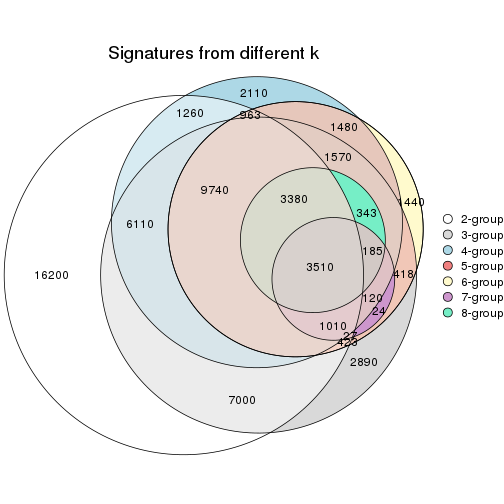 Signatures from different k
2110
1260
963
1480
1570
9740
3380
1440
343
6110
185
16200
3510
418
120
24
1010
27
423
2890
7000
2-group
3-group
4-group
5-group
6-group
7-group
8-group